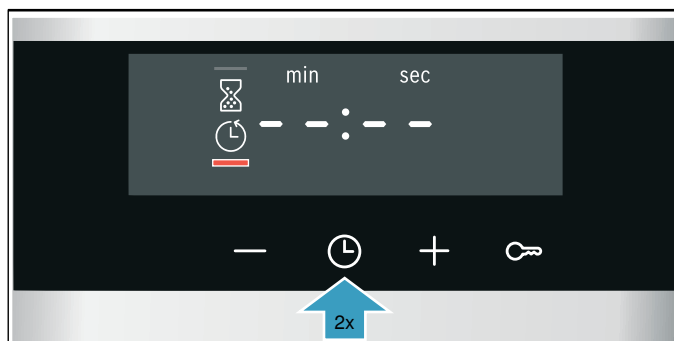 min sec
– – : – –
2x